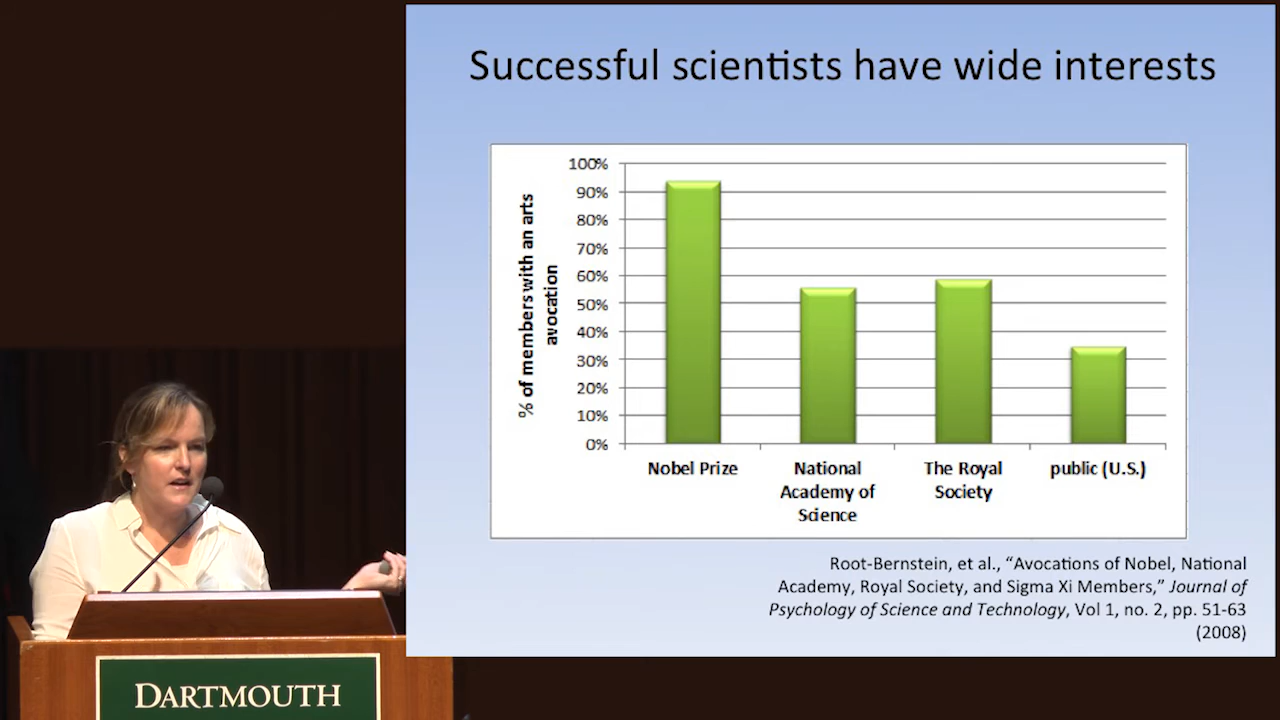 Successful scientists have wide interests
% of members with an arts
avocation
100%
90%
80%
70%
60%
50%
40%
30%
20%
10%
0%
Nobel Prize
National
Academy of
Science
The Royal
Society
public (U.S.)
Root-Bernstein, et al., “Avocations of Nobel, National
Academy, Royal Society, and Sigma Xi Members,” Journal of
Psychology of Science and Technology, Vol 1, no. 2, pp. 51-63
(2008)
DARTMOUTH